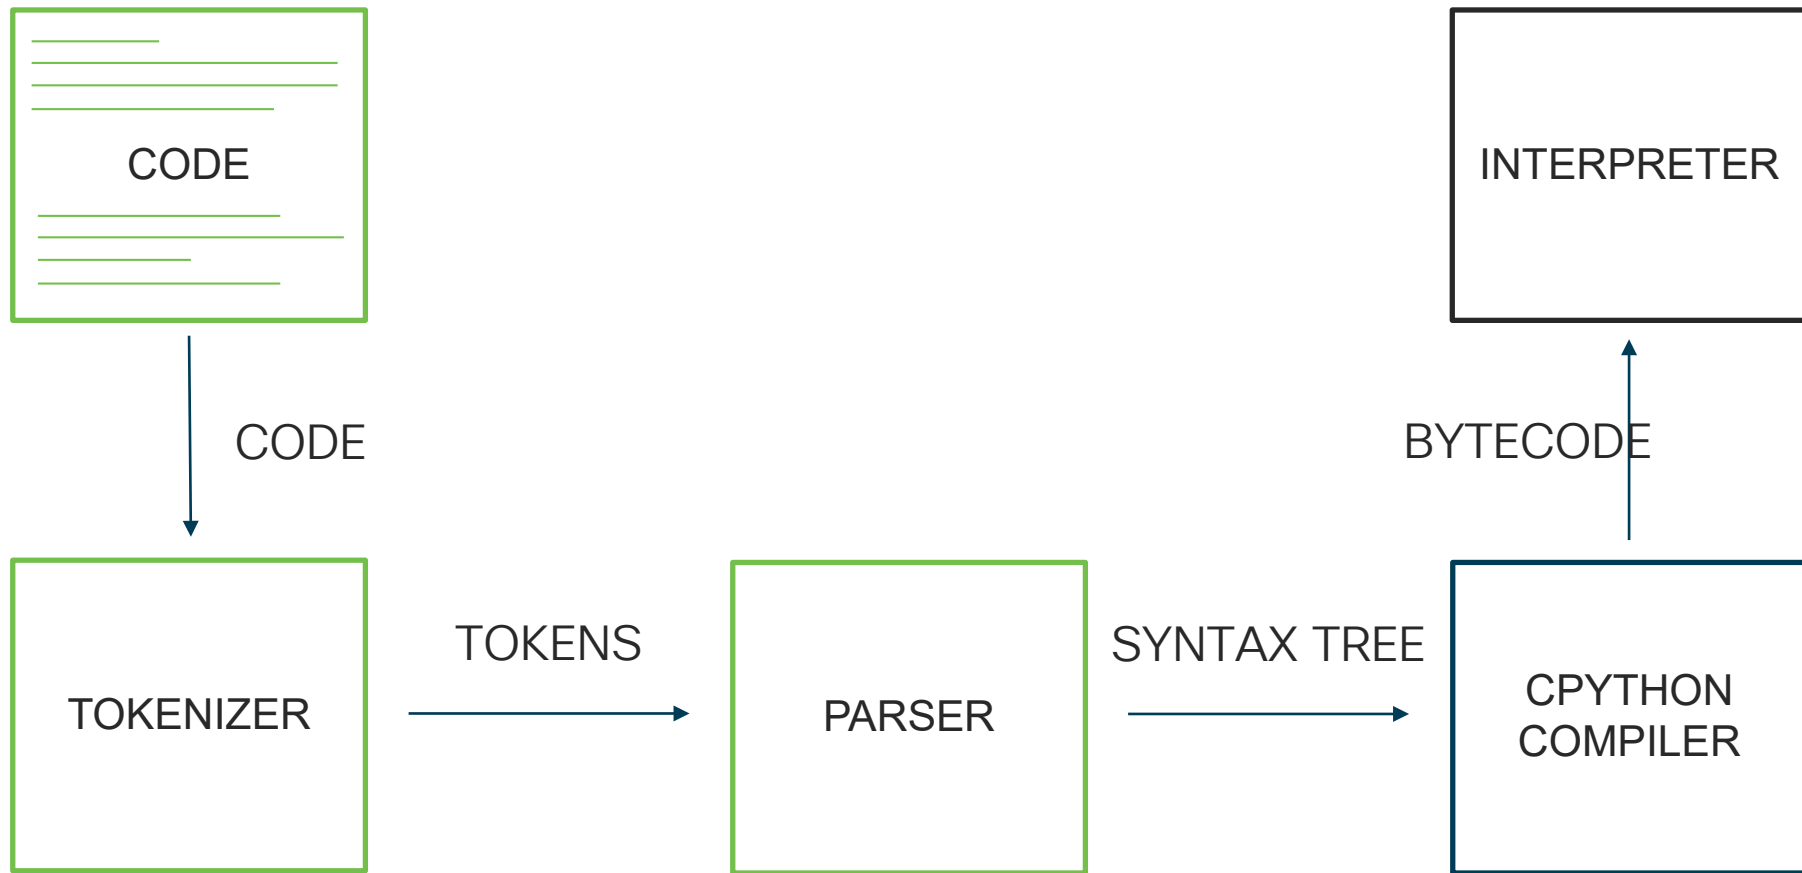 CODE
INTERPRETER
CODE
BYTECODE
TOKENS
SYNTAX TREE
TOKENIZER
PARSER
CPYTHON
COMPILER